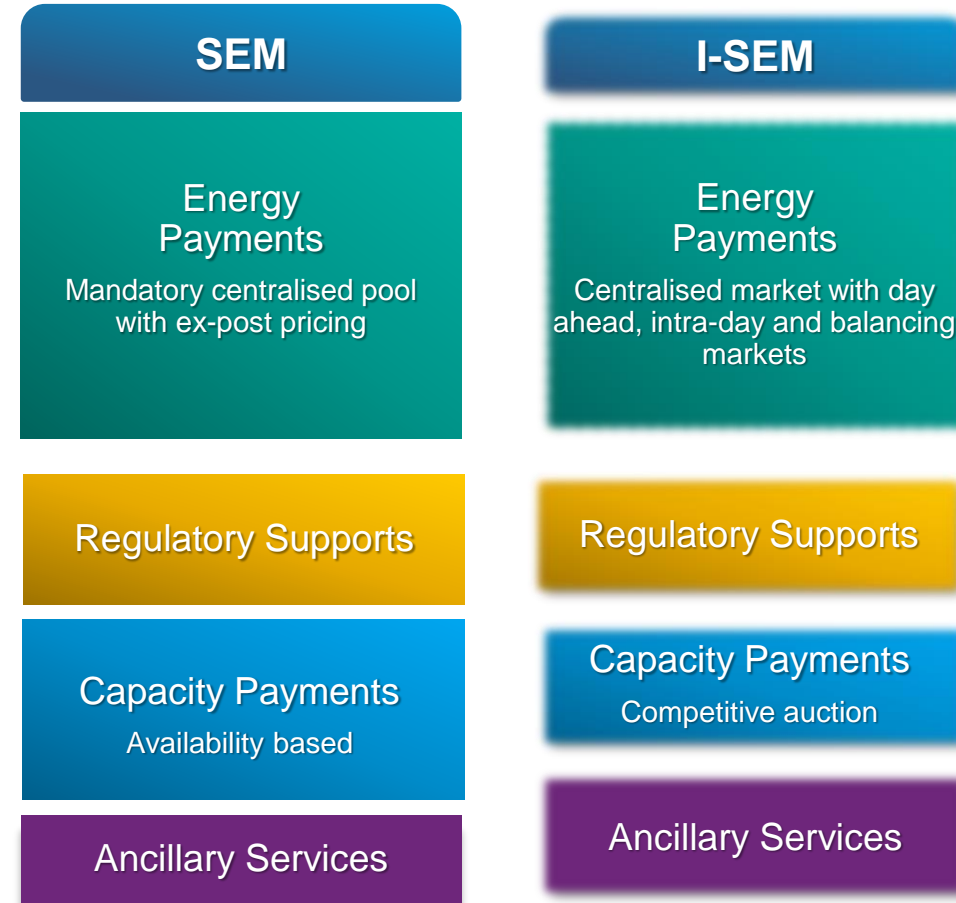 SEM
Energy
Payments
Mandatory centralised pool
with ex-post pricing
Regulatory Supports
Capacity Payments
Availability based
Ancillary Services
I-SEM
Energy
Payments
Centralised market with day
ahead, intra-day and balancing
markets
Regulatory Supports
Capacity Payments
Competitive auction
Ancillary Services